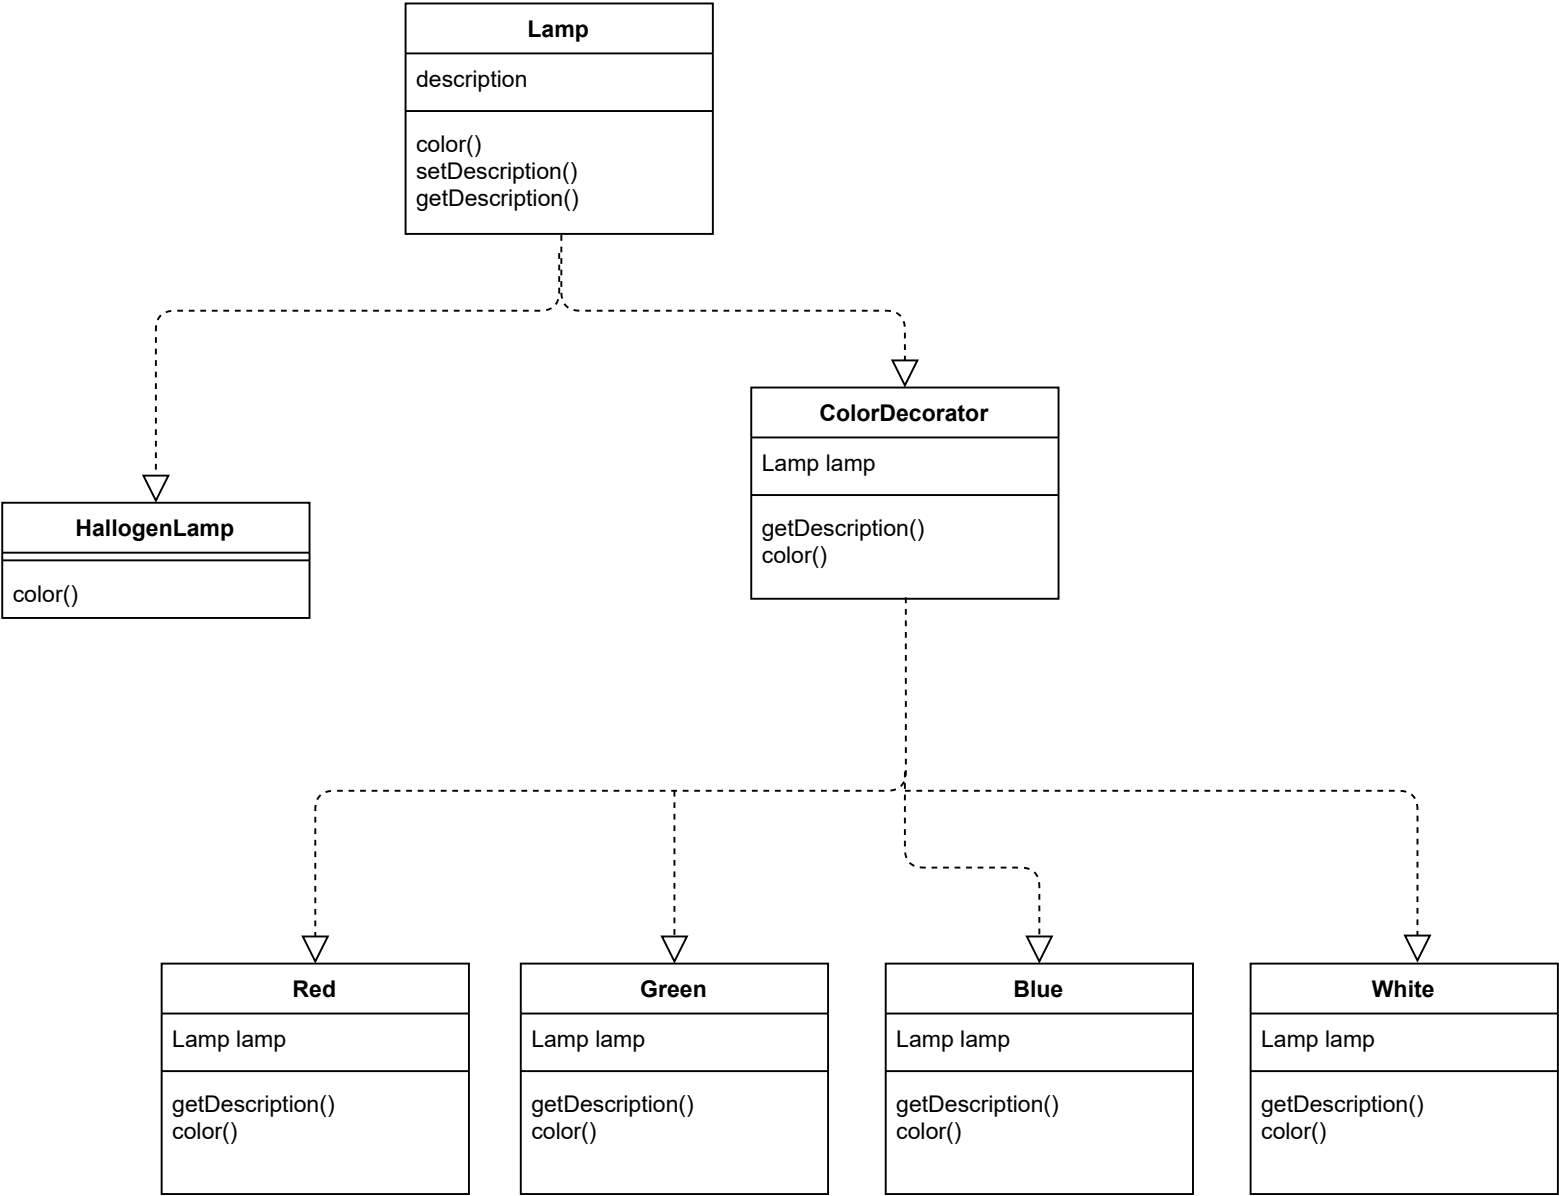 Lamp
description
color()
setDescription()
getDescription()
ColorDecorator
Lamp lamp
getDescription()
color()
HallogenLamp
color()
Red
Lamp lamp
getDescription()
color()
Green
Lamp lamp
getDescription()
color()
Blue
Lamp lamp
getDescription()
color()
White
Lamp lamp
getDescription()
color()